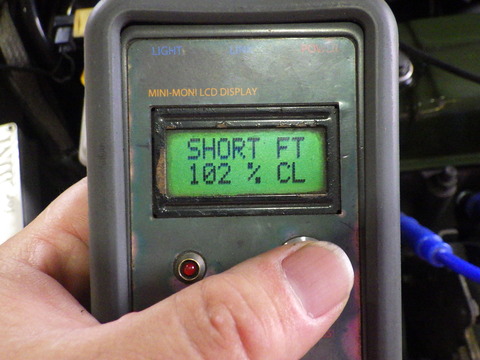 LIGHT
MINI-MONI LCD DISPLAY
SHORT FT
102 % CL